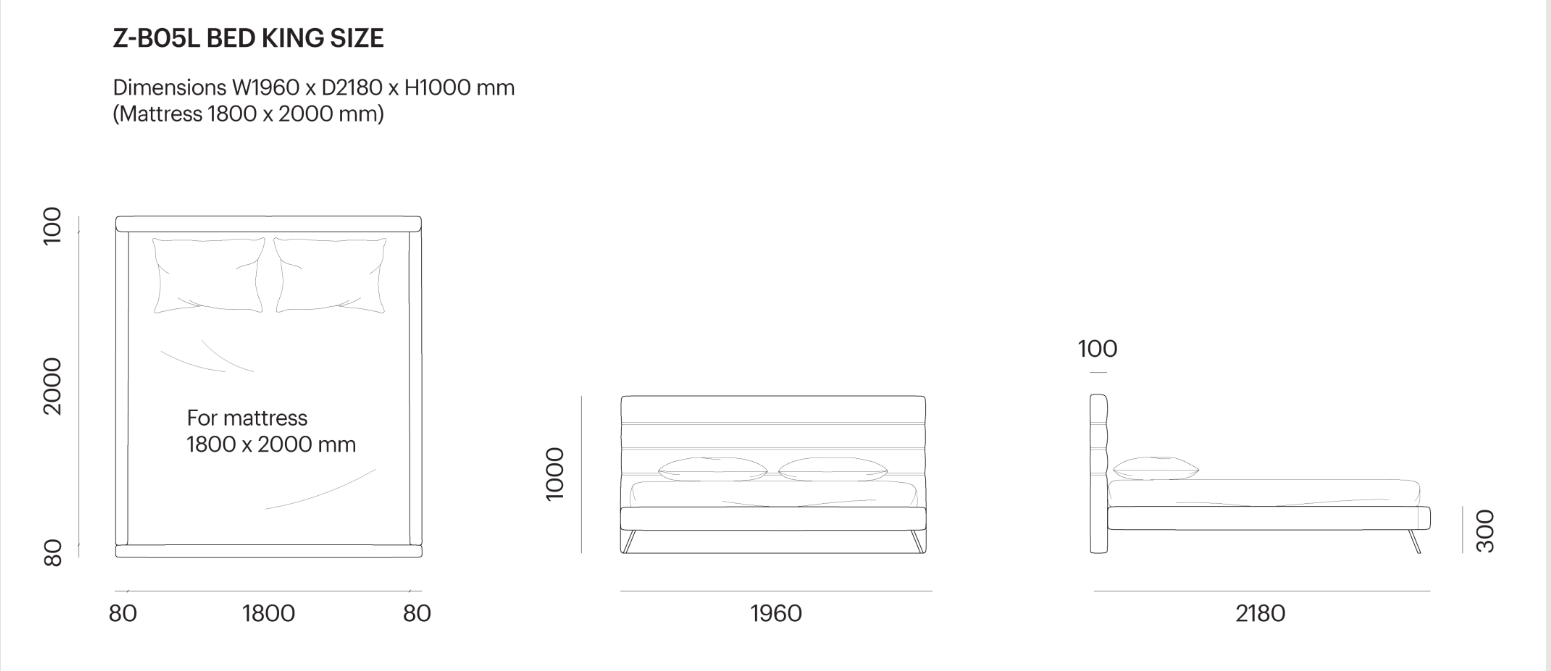 Z-B05L BED KING SIZE
Dimensions W1960 x D2180 x H1000 mm
(Mattress 1800 x 2000 mm)
100
2000
80
For mattress
1800 x 2000 mm
80
1800
80
1000
1960
100
300
2180